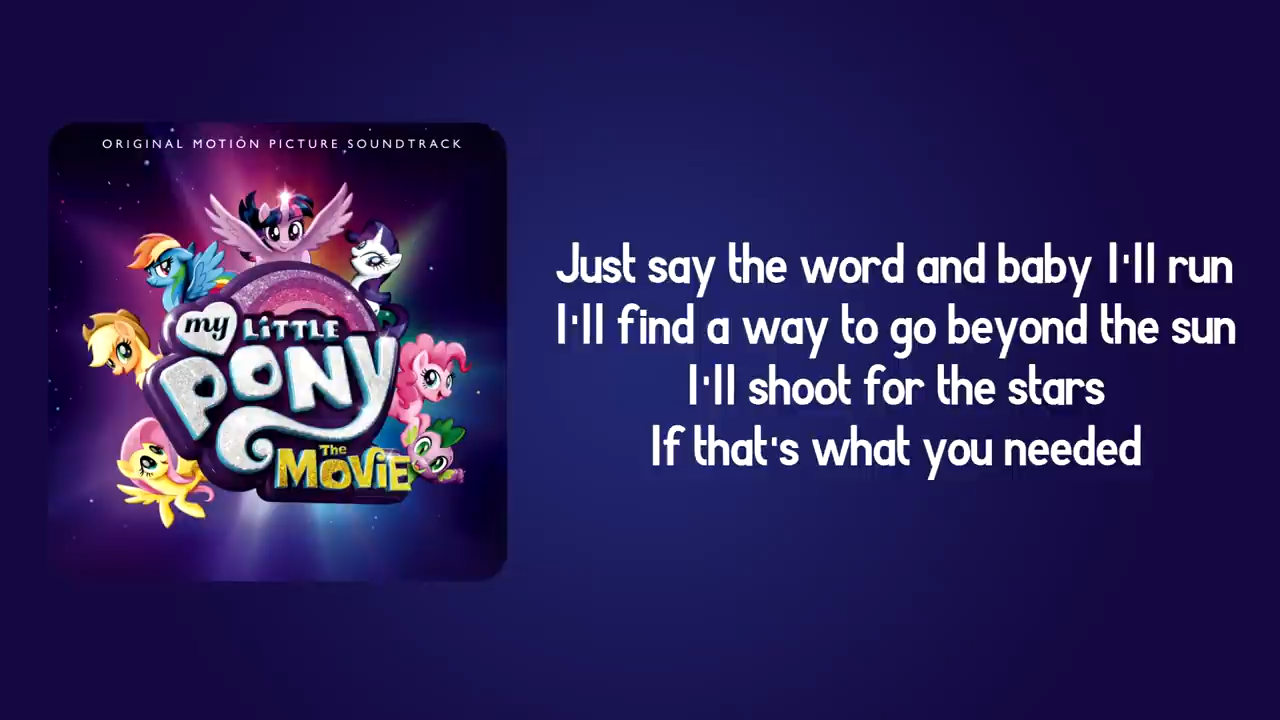 ORIGINAL MOTION PICTURE SOUNDTRACK
my LiTTLE
PONY
The
MOViE
Just say the word and baby I'll run
I'll find a way to go beyond the sun
I'll shoot for the stars
If that's what you needed